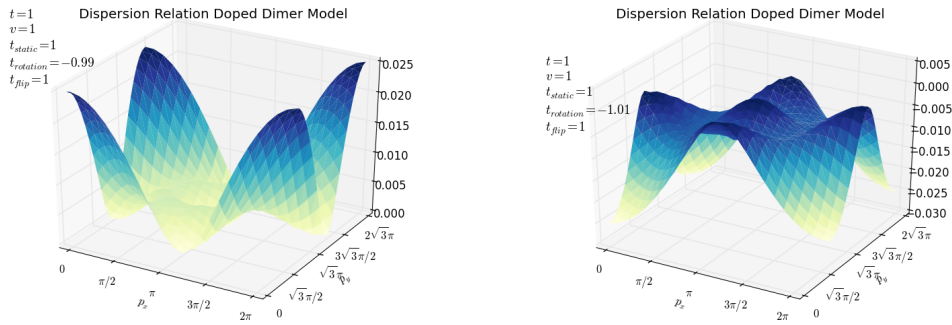 Dispersion Relation Doped Dimer Model
t=1
v=1
t_static=1
t_rotation=−0.99
t_flip=1
0.025
0.020
0.015
0.010
0.005
0.000
2√3π
3√3π/2
√3π
√3π/2
0
p_y
0
π/2
π
3π/2
2π
p_x
Dispersion Relation Doped Dimer Model
t=1
v=1
t_static=1
t_rotation=−1.01
t_flip=1
0.005
0.000
−0.005
−0.010
−0.015
−0.020
−0.025
−0.030
2√3π
3√3π/2
√3π
√3π/2
0
p_y
0
π/2
π
3π/2
2π
p_x